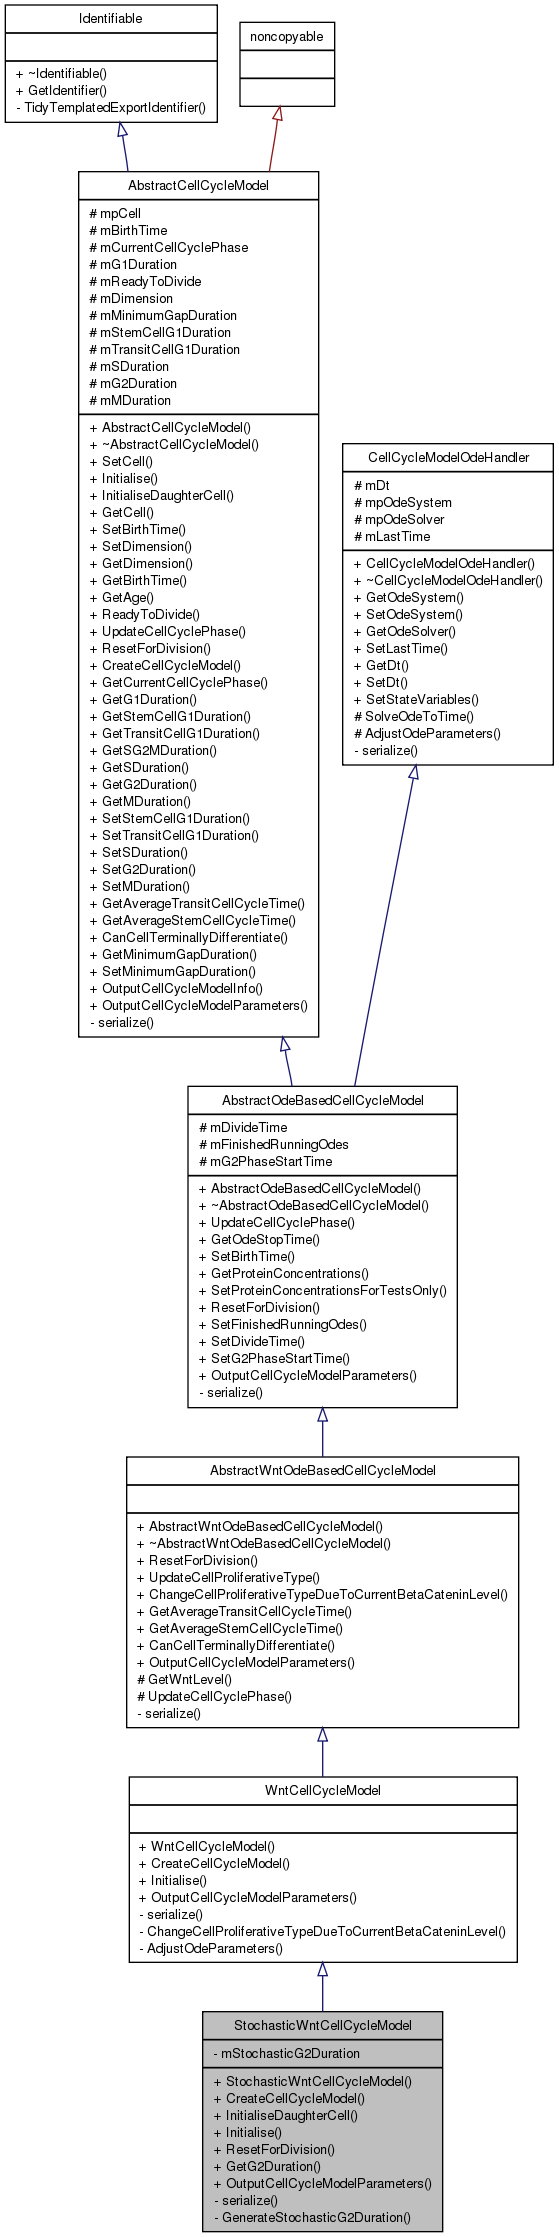 Identifiable
+ ~Identifiable()
+ GetIdentifier()
- TidyTemplatedExportIdentifier()
noncopyable
AbstractCellCycleModel
# mpCell
# mBirthTime
# mCurrentCellCyclePhase
# mG1Duration
# mReadyToDivide
# mDimension
# mMinimumGapDuration
# mStemCellG1Duration
# mTransitCellG1Duration
# mSDuration
# mG2Duration
# mMDuration
+ AbstractCellCycleModel()
+ ~AbstractCellCycleModel()
+ SetCell()
+ Initialise()
+ InitialiseDaughterCell()
+ GetCell()
+ SetBirthTime()
+ SetDimension()
+ GetDimension()
+ GetBirthTime()
+ GetAge()
+ ReadyToDivide()
+ UpdateCellCyclePhase()
+ ResetForDivision()
+ CreateCellCycleModel()
+ GetCurrentCellCyclePhase()
+ GetG1Duration()
+ GetStemCellG1Duration()
+ GetTransitCellG1Duration()
+ GetSG2MDuration()
+ GetSDuration()
+ GetG2Duration()
+ GetMDuration()
+ SetStemCellG1Duration()
+ SetTransitCellG1Duration()
+ SetSDuration()
+ SetG2Duration()
+ SetMDuration()
+ GetAverageTransitCellCycleTime()
+ GetAverageStemCellCycleTime()
+ CanCellTerminallyDifferentiate()
+ GetMinimumGapDuration()
+ SetMinimumGapDuration()
+ OutputCellCycleModelInfo()
+ OutputCellCycleModelParameters()
- serialize()
CellCycleModelOdeHandler
# mDt
# mpOdeSystem
# mpOdeSolver
# mLastTime
+ CellCycleModelOdeHandler()
+ ~CellCycleModelOdeHandler()
+ GetOdeSystem()
+ SetOdeSystem()
+ GetOdeSolver()
+ SetLastTime()
+ GetDt()
+ SetDt()
+ SetStateVariables()
# SolveOdeToTime()
# AdjustOdeParameters()
- serialize()
AbstractOdeBasedCellCycleModel
# mDivideTime
# mFinishedRunningOdes
# mG2PhaseStartTime
+ AbstractOdeBasedCellCycleModel()
+ ~AbstractOdeBasedCellCycleModel()
+ UpdateCellCyclePhase()
+ GetOdeStopTime()
+ SetBirthTime()
+ GetProteinConcentrations()
+ SetProteinConcentrationsForTestsOnly()
+ ResetForDivision()
+ SetFinishedRunningOdes()
+ SetDivideTime()
+ SetG2PhaseStartTime()
+ OutputCellCycleModelParameters()
- serialize()
AbstractWntOdeBasedCellCycleModel
+ AbstractWntOdeBasedCellCycleModel()
+ ~AbstractWntOdeBasedCellCycleModel()
+ ResetForDivision()
+ UpdateCellProliferativeType()
+ ChangeCellProliferativeTypeDueToCurrentBetaCateninLevel()
+ GetAverageTransitCellCycleTime()
+ GetAverageStemCellCycleTime()
+ CanCellTerminallyDifferentiate()
+ OutputCellCycleModelParameters()
# GetWntLevel()
# UpdateCellCyclePhase()
- serialize()
WntCellCycleModel
+ WntCellCycleModel()
+ CreateCellCycleModel()
+ Initialise()
+ OutputCellCycleModelParameters()
- serialize()
- ChangeCellProliferativeTypeDueToCurrentBetaCateninLevel()
- AdjustOdeParameters()
StochasticWntCellCycleModel
- mStochasticG2Duration
+ StochasticWntCellCycleModel()
+ CreateCellCycleModel()
+ InitialiseDaughterCell()
+ Initialise()
+ ResetForDivision()
+ GetG2Duration()
+ OutputCellCycleModelParameters()
- serialize()
- GenerateStochasticG2Duration()